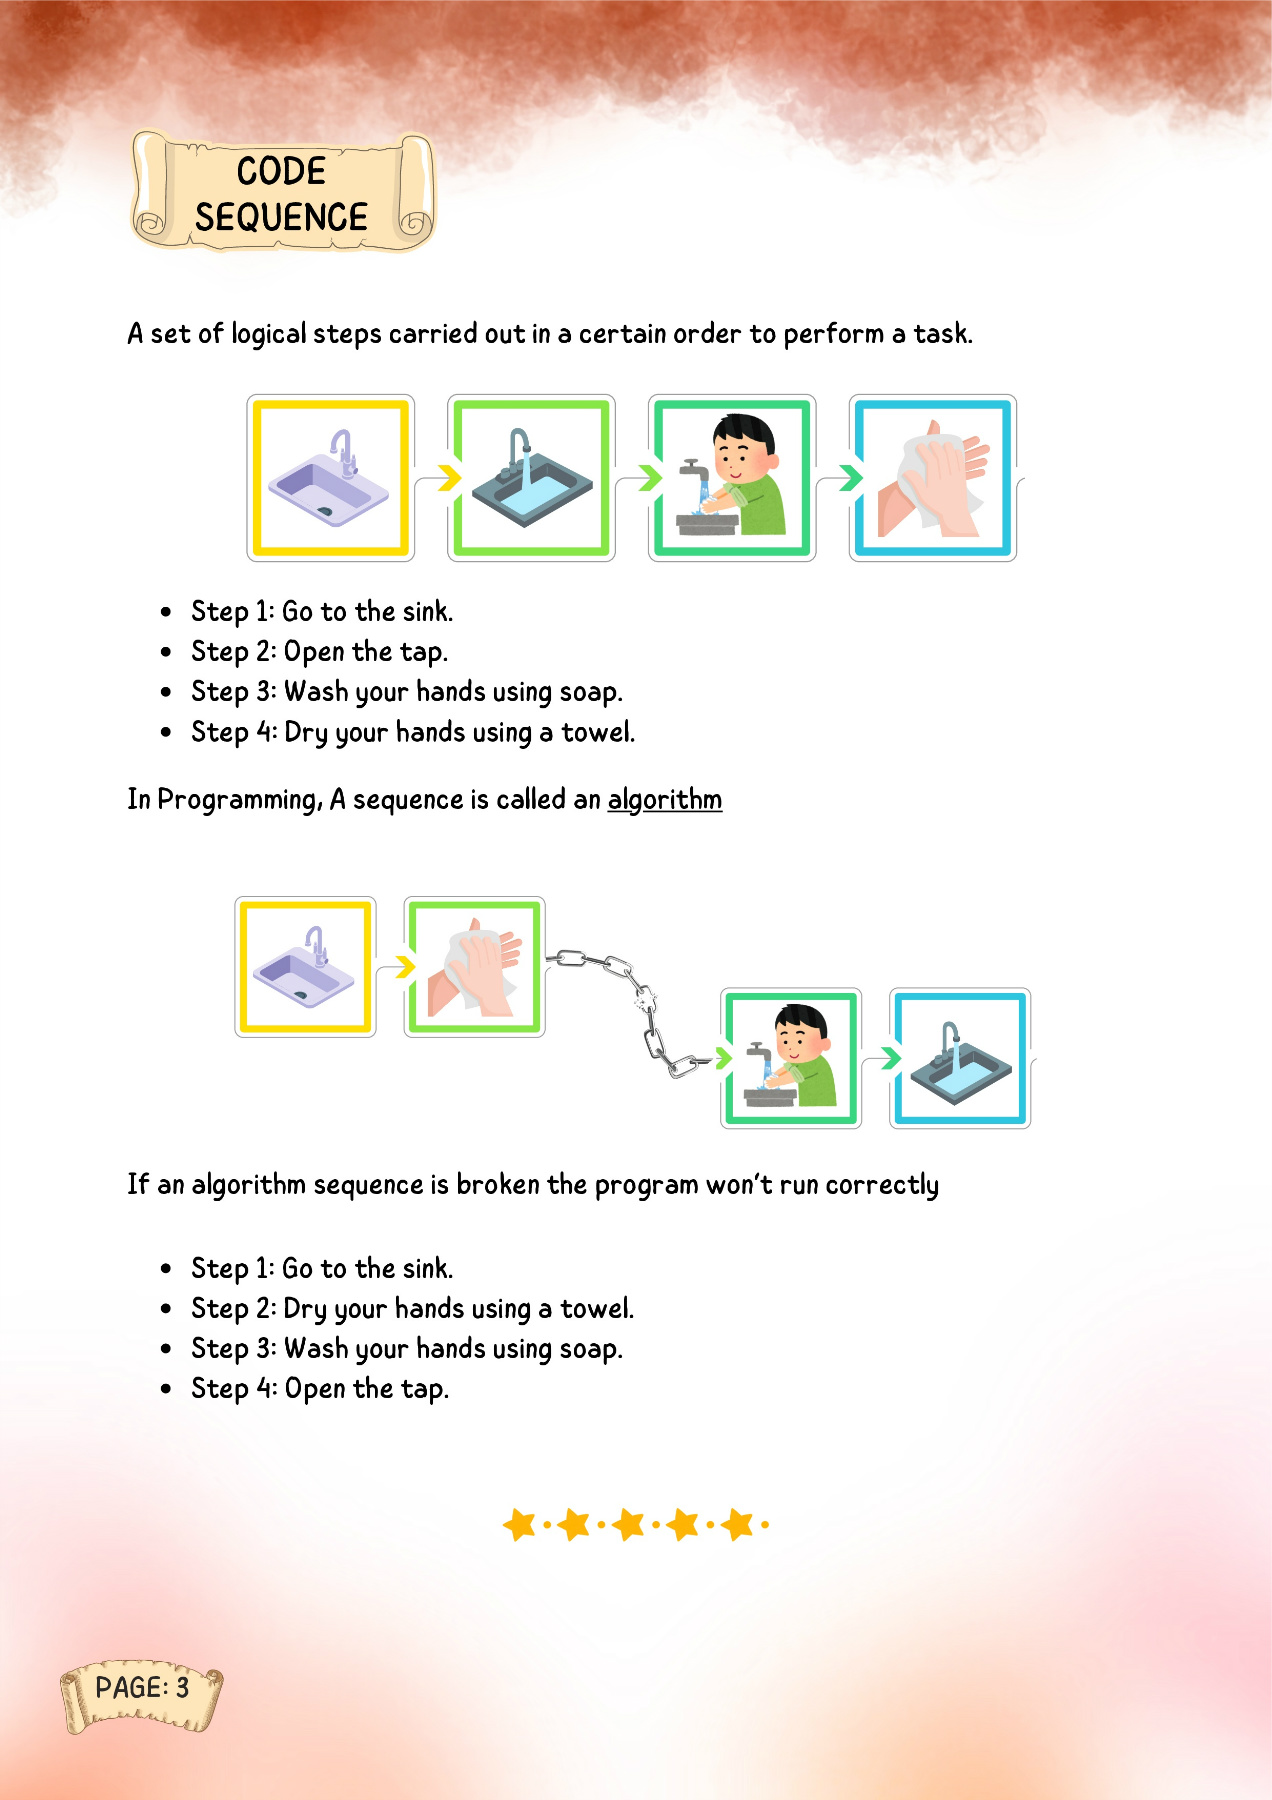 CODE
SEQUENCE
A set of logical steps carried out in a certain order to perform a task.
• Step 1: Go to the sink.
• Step 2: Open the tap.
• Step 3: Wash your hands using soap.
• Step 4: Dry your hands using a towel.
In Programming, A sequence is called an algorithm
If an algorithm sequence is broken the program won't run correctly
• Step 1: Go to the sink.
• Step 2: Dry your hands using a towel.
• Step 3: Wash your hands using soap.
• Step 4: Open the tap.
PAGE: 3